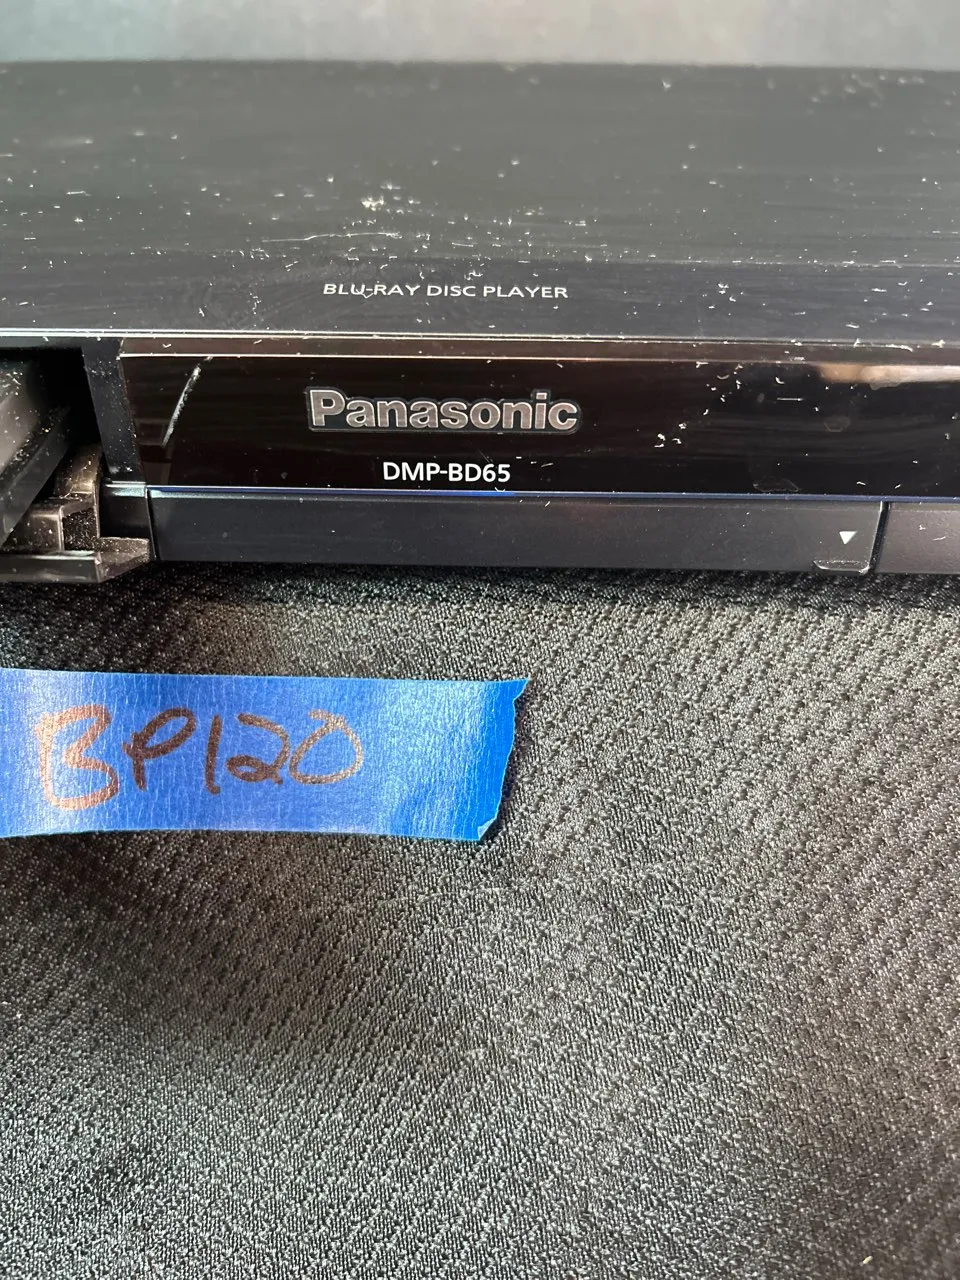 BLU-RAY DISC PLAYER
Panasonic
DMP-BD65
BP120